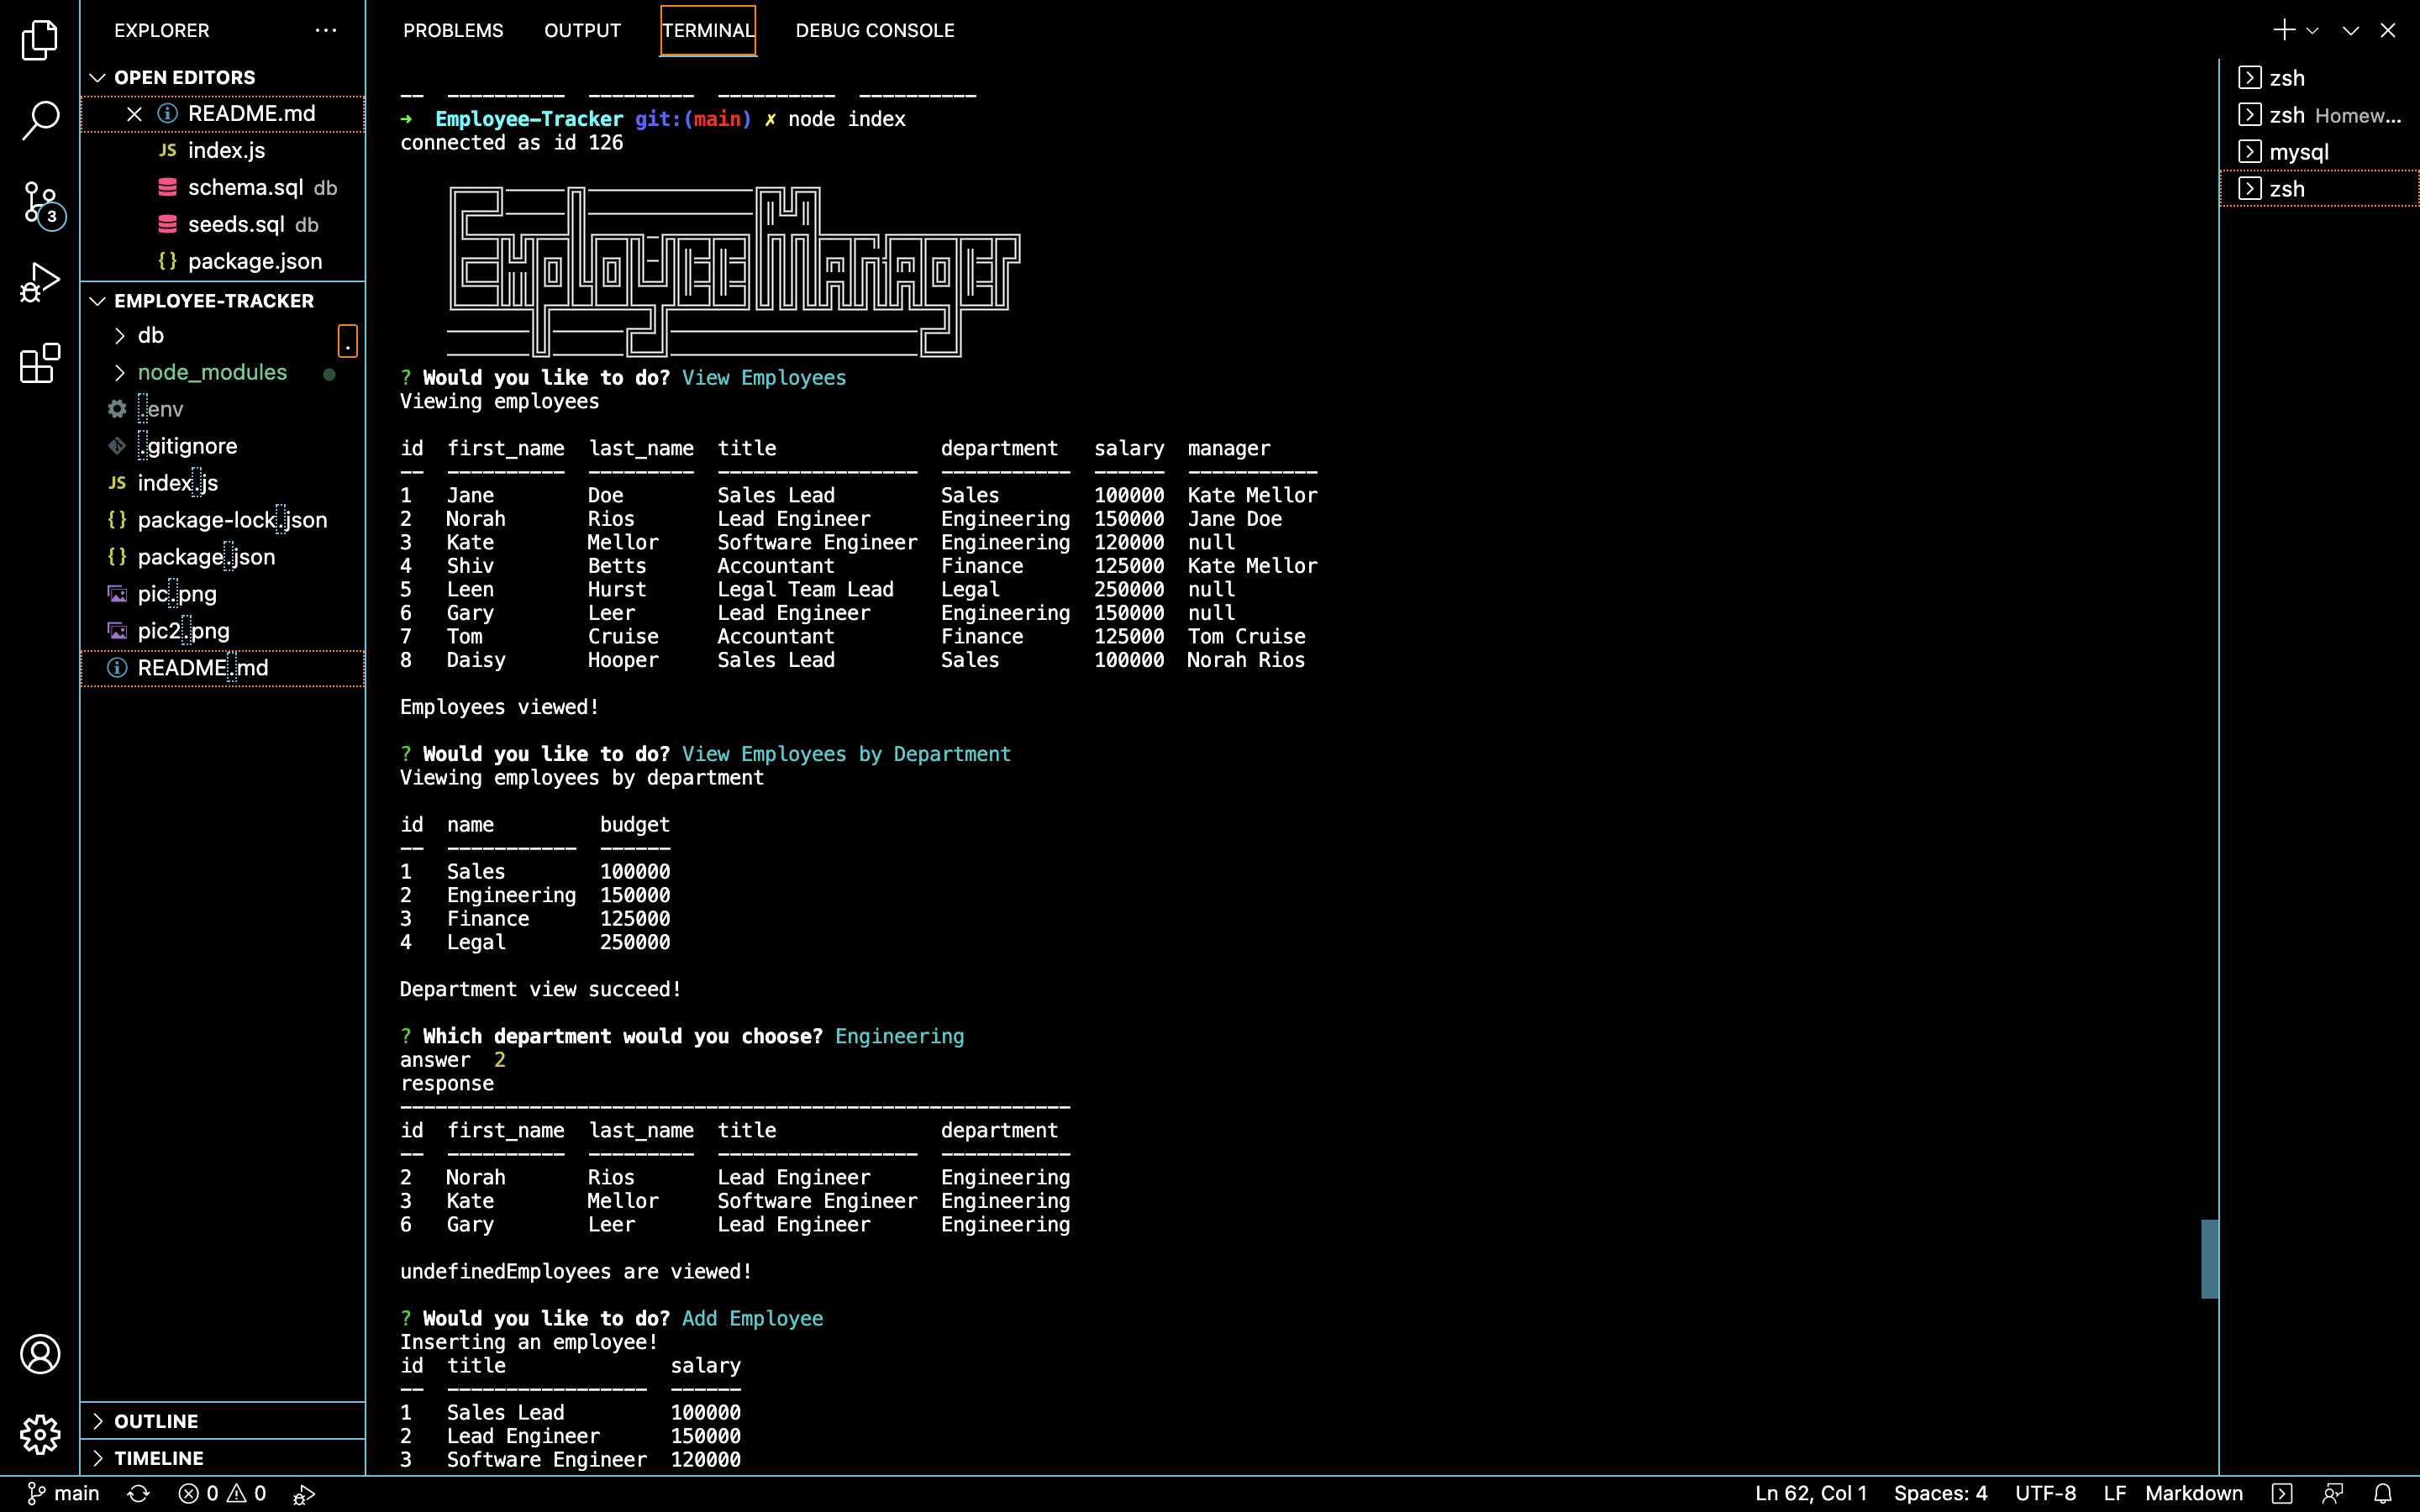 EXPLORER
OPEN EDITORS
README.md
index.js
schema.sql db
seeds.sql db
package.json
EMPLOYEE-TRACKER
db
node_modules
.env
.gitignore
index.js
package-lock.json
package.json
pic.png
pic2.png
README.md
OUTLINE
TIMELINE
3
.
PROBLEMS OUTPUT TERMINAL DEBUG CONSOLE
-- ---------- --------- ---------- ----------
➜ Employee-Tracker git:(main) ✗ node index
connected as id 126
Employee Manager
? Would you like to do? View Employees
Viewing employees
id first_name last_name title department salary manager
-- ---------- --------- ----------------- ----------- ------ -----------
1 Jane Doe Sales Lead Sales 100000 Kate Mellor
2 Norah Rios Lead Engineer Engineering 150000 Jane Doe
3 Kate Mellor Software Engineer Engineering 120000 null
4 Shiv Betts Accountant Finance 125000 Kate Mellor
5 Leen Hurst Legal Team Lead Legal 250000 null
6 Gary Leer Lead Engineer Engineering 150000 null
7 Tom Cruise Accountant Finance 125000 Tom Cruise
8 Daisy Hooper Sales Lead Sales 100000 Norah Rios
Employees viewed!
? Would you like to do? View Employees by Department
Viewing employees by department
id name budget
-- ----------- ------
1 Sales 100000
2 Engineering 150000
3 Finance 125000
4 Legal 250000
Department view succeed!
? Which department would you choose? Engineering
answer 2
response
---------------------------------------------------------
id first_name last_name title department
-- ---------- --------- ----------------- -----------
2 Norah Rios Lead Engineer Engineering
3 Kate Mellor Software Engineer Engineering
6 Gary Leer Lead Engineer Engineering
undefinedEmployees are viewed!
? Would you like to do? Add Employee
Inserting an employee!
id title salary
-- ----------------- ------
1 Sales Lead 100000
2 Lead Engineer 150000
3 Software Engineer 120000
zsh
zsh Homew...
mysql
zsh
main 0 0 Ln 62, Col 1 Spaces: 4 UTF-8 LF Markdown